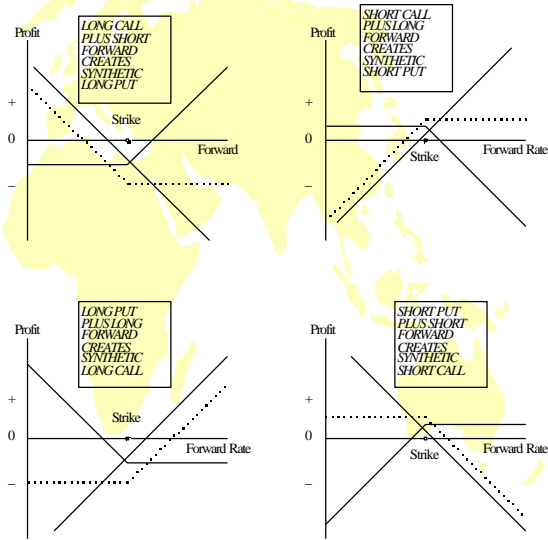 LONG CALL
PLUS SHORT
FORWARD
CREATES
SYNTHETIC
LONG PUT
Profit
+
Strike
0
Forward
–
SHORT CALL
PLUS LONG
FORWARD
CREATES
SYNTHETIC
SHORT PUT
Profit
+
0
Strike
Forward Rate
–
LONG PUT
PLUS LONG
FORWARD
CREATES
SYNTHETIC
LONG CALL
Profit
+
Strike
0
Forward Rate
–
SHORT PUT
PLUS SHORT
FORWARD
CREATES
SYNTHETIC
SHORT CALL
Profit
+
0
Strike
Forward Rate
–